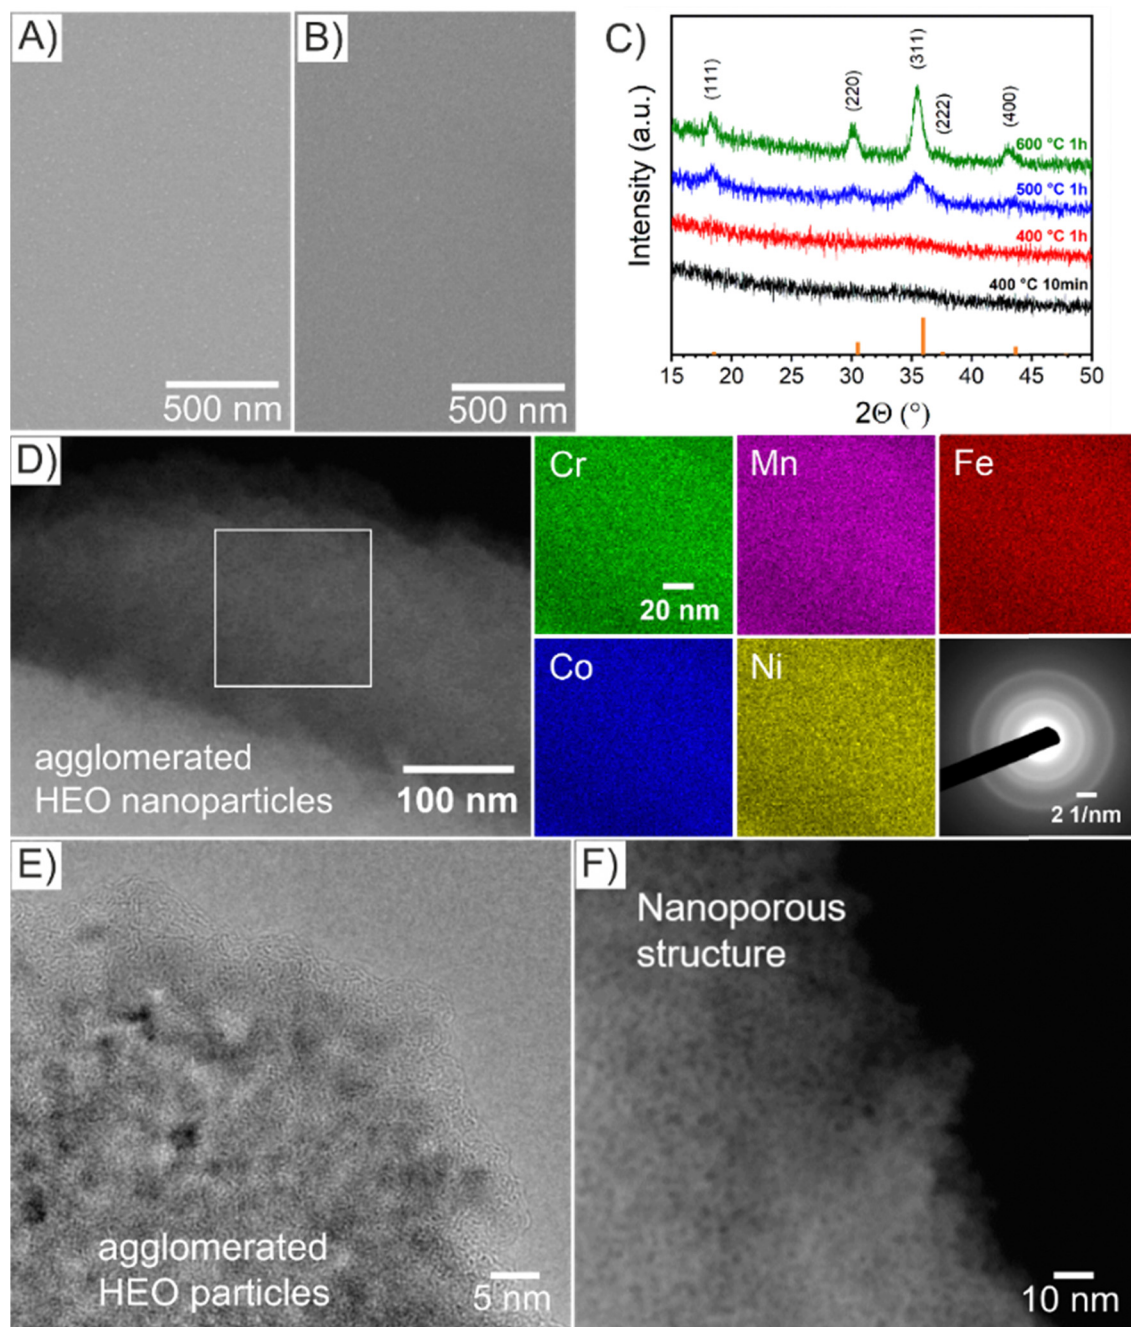 A)
500 nm
B)
500 nm
C)
Intensity (a.u.)
(111)
(220)
(311)
(222)
(400)
600 °C 1h
500 °C 1h
400 °C 1h
400 °C 10min
15 20 25 30 35 40 45 50
2Θ (°)
D)
agglomerated
HEO nanoparticles
100 nm
Cr
20 nm
Mn
Fe
Co
Ni
2 1/nm
E)
agglomerated
HEO particles
5 nm
F)
Nanoporous
structure
10 nm